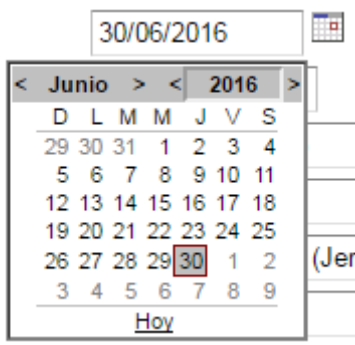 30/06/2016
< Junio > < 2016 >
D L M M J V S
29 30 31 1 2 3 4
5 6 7 8 9 10 11
12 13 14 15 16 17 18
19 20 21 22 23 24 25
26 27 28 29 30 1 2
(Jer
3 4 5 6 7 8 9
Hoy